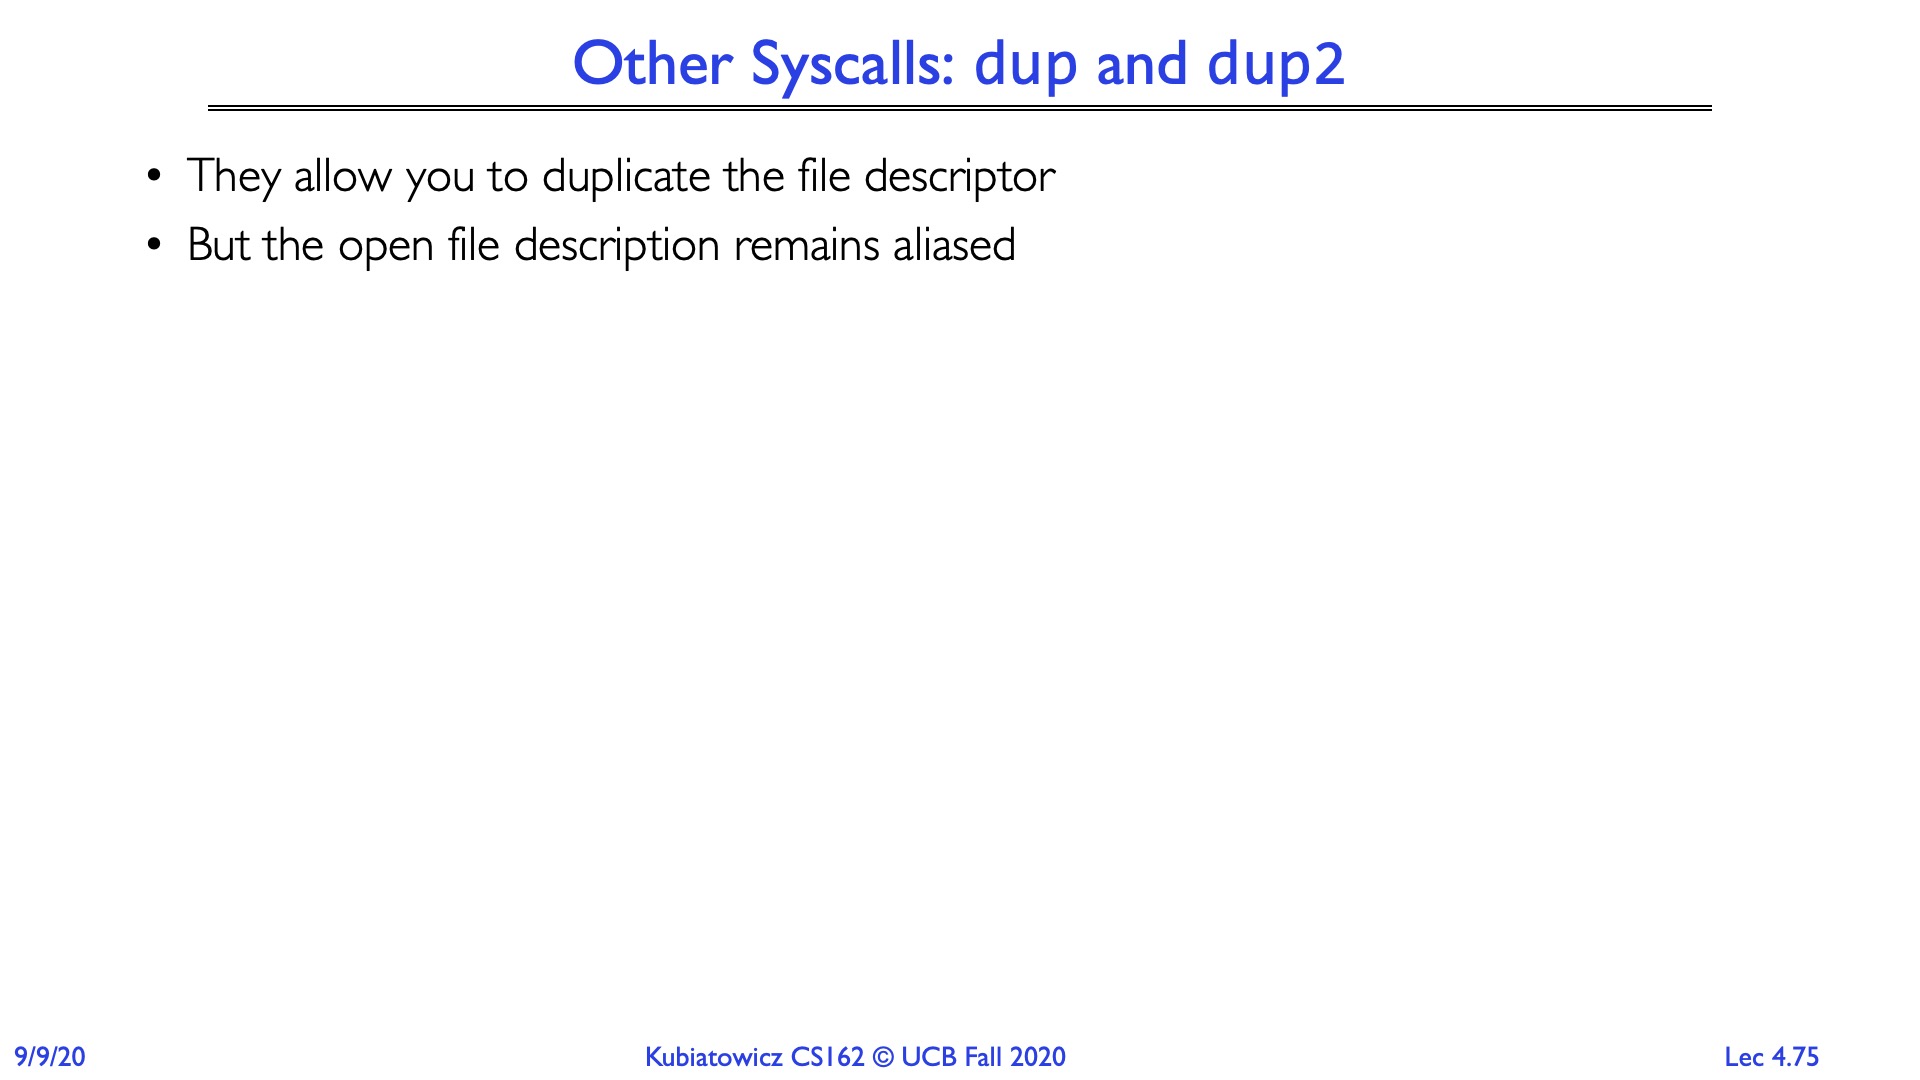 Other Syscalls: dup and dup2
• They allow you to duplicate the file descriptor
• But the open file description remains aliased
9/9/20
Kubiatowicz CS162 © UCB Fall 2020
Lec 4.75